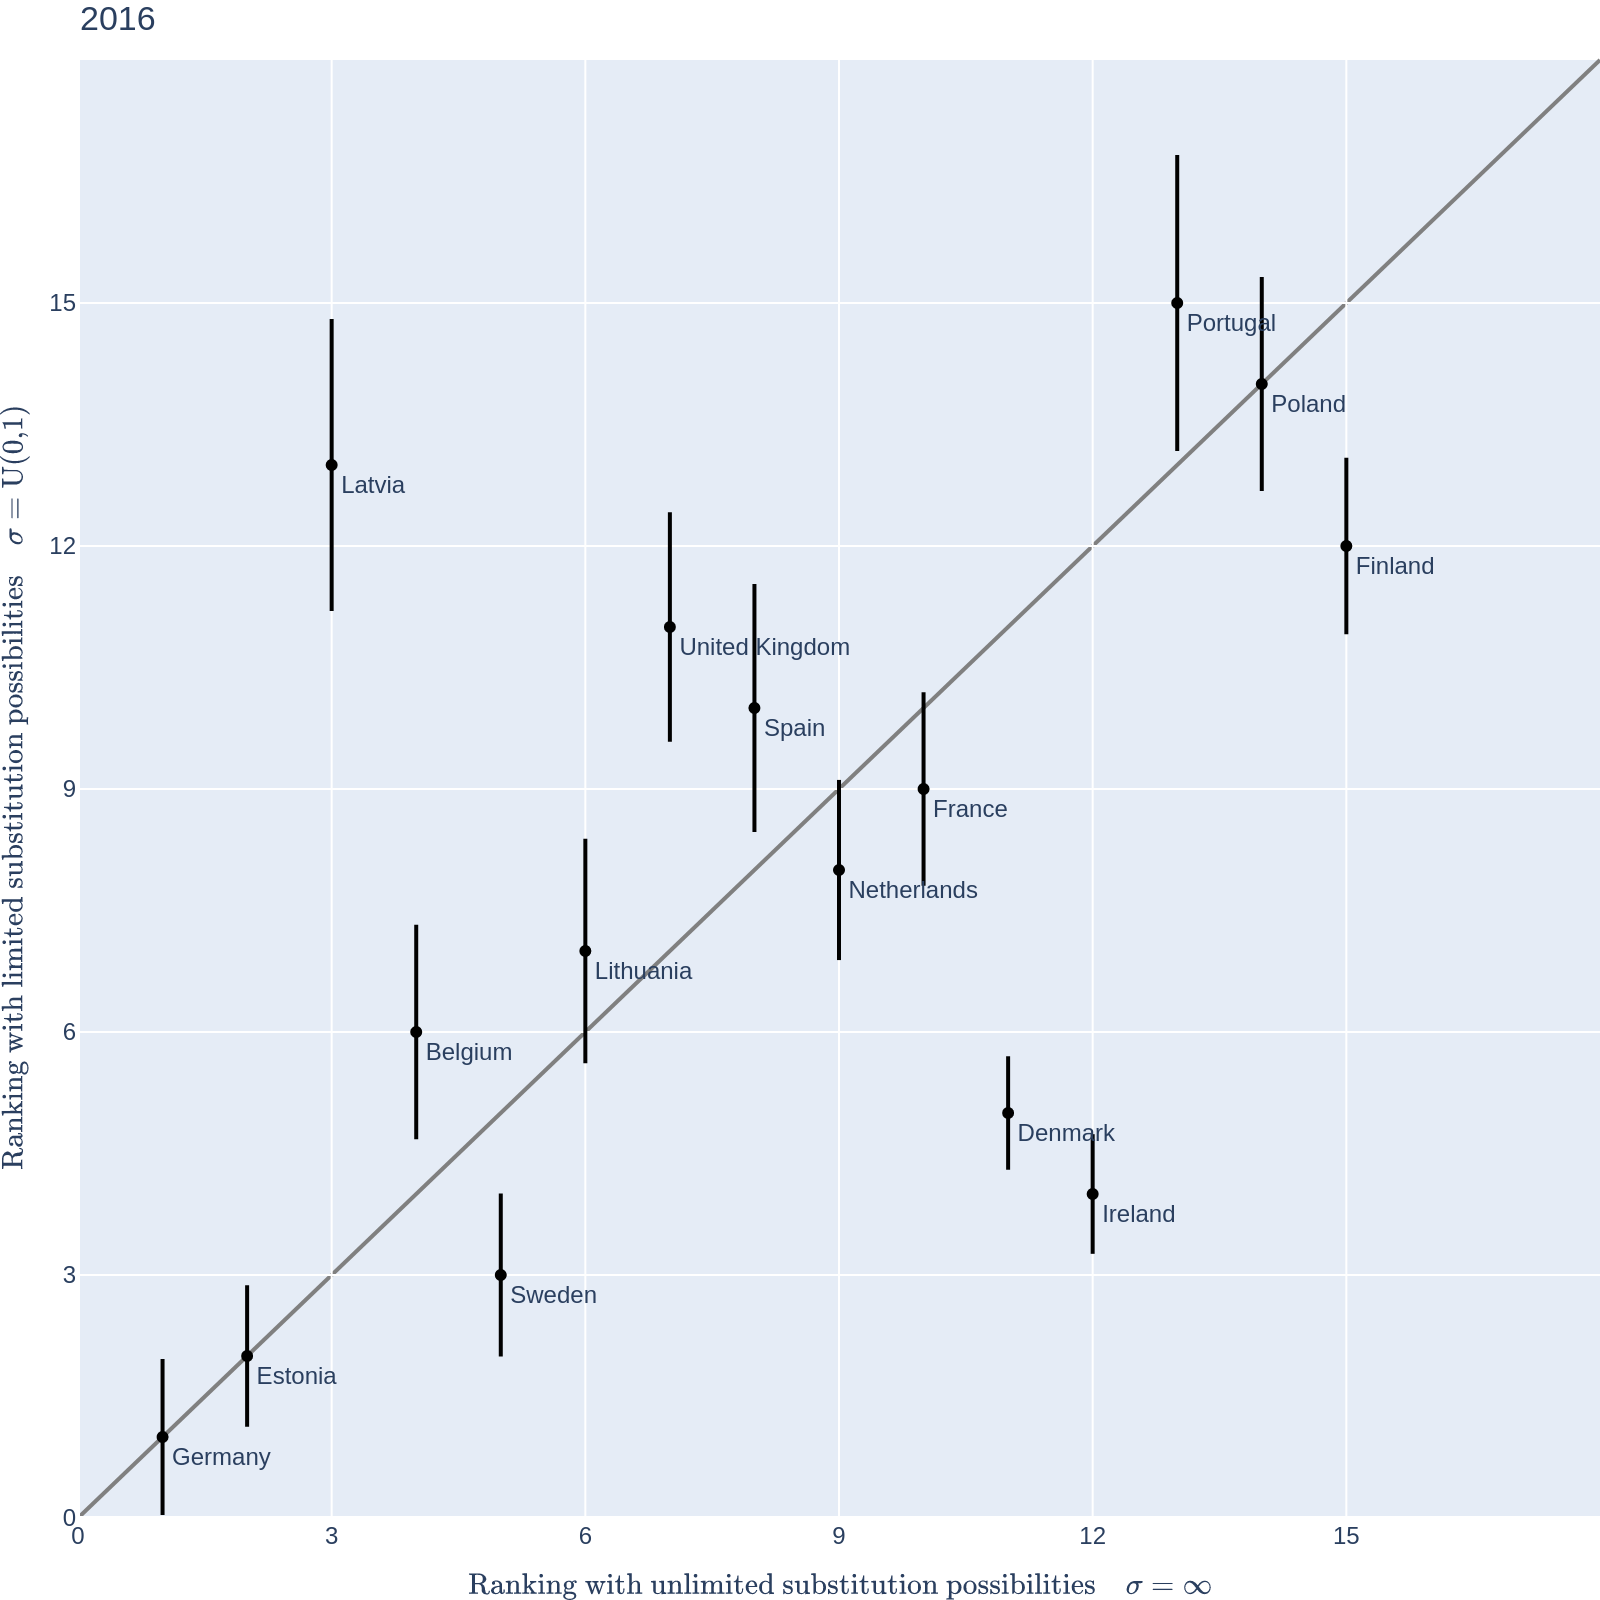 2016
15
12
9
6
3
0
Ranking with limited substitution possibilities σ = U(0,1)
Portugal
Poland
Latvia
Finland
United Kingdom
Spain
France
Netherlands
Lithuania
Belgium
Denmark
Ireland
Sweden
Estonia
Germany
0 3 6 9 12 15
Ranking with unlimited substitution possibilities σ = ∞